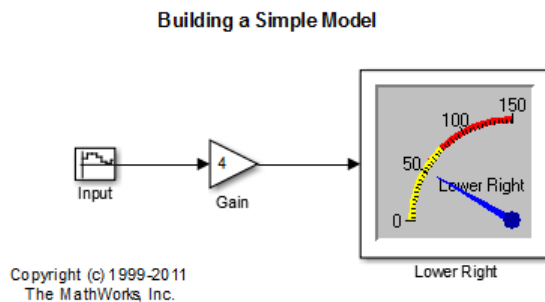 Building a Simple Model
150
100
50
4
Lower Right
0
Input
Gain
Lower Right
Copyright (c) 1999-2011
The MathWorks, Inc.